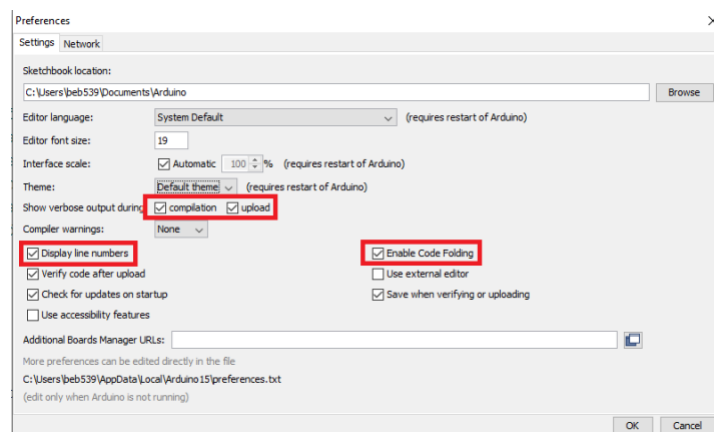 Preferences
Settings Network
Sketchbook location:
C:\Users\beb539\Documents\Arduino Browse
Editor language: System Default (requires restart of Arduino)
Editor font size: 19
Interface scale: Automatic 100 % (requires restart of Arduino)
Theme: Default theme (requires restart of Arduino)
Show verbose output during compilation upload
Compiler warnings: None
Display line numbers Enable Code Folding
Verify code after upload Use external editor
Check for updates on startup Save when verifying or uploading
Use accessibility features
Additional Boards Manager URLs:
More preferences can be edited directly in the file
C:\Users\beb539\AppData\Local\Arduino15\preferences.txt
(edit only when Arduino is not running)
OK Cancel